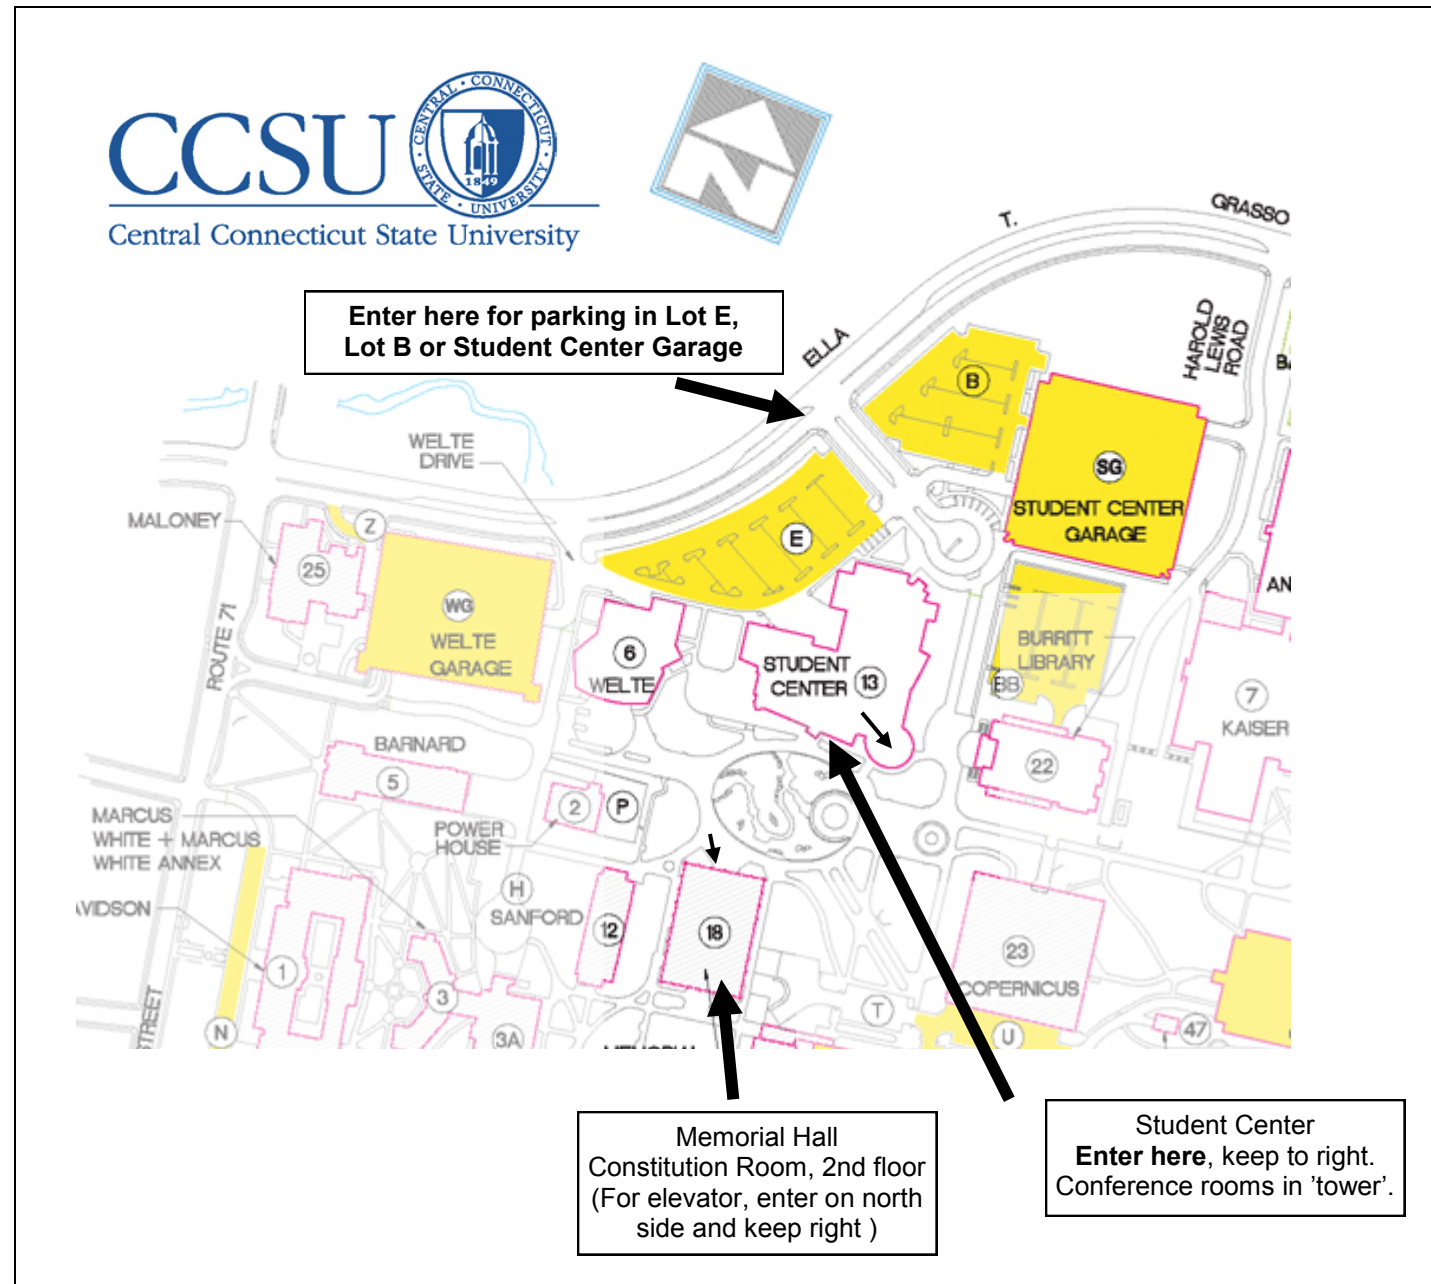 CCSU
CENTRAL · CONNECTICUT · STATE · UNIVERSITY
1849
Central Connecticut State University
N
ELLA T. GRASSO
HAROLD
LEWIS
ROAD
Enter here for parking in Lot E,
Lot B or Student Center Garage
B
SG
STUDENT CENTER
GARAGE
WELTE
DRIVE
MALONEY
Z
25
E
WG
WELTE
GARAGE
ROUTE 71
6
WELTE
STUDENT
CENTER 13
BURRITT
LIBRARY
BB
AN
7
KAISER
BARNARD
5
22
2
P
MARCUS
WHITE + MARCUS
WHITE ANNEX
POWER
HOUSE
H
SANFORD
12
18
23
COPERNICUS
AVIDSON
1
3
3A
T
U
47
N
STREET
Memorial Hall
Constitution Room, 2nd floor
(For elevator, enter on north
side and keep right )
Student Center
Enter here, keep to right.
Conference rooms in ’tower’.